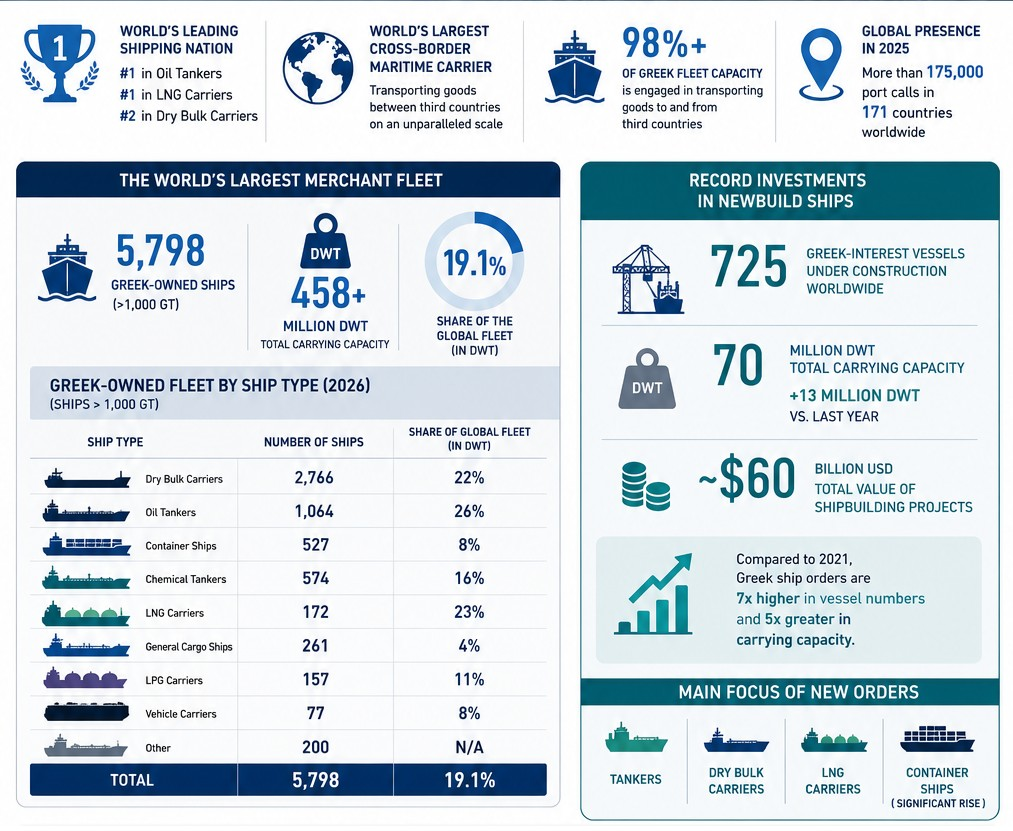 1
WORLD'S LEADING
SHIPPING NATION
#1 in Oil Tankers
#1 in LNG Carriers
#2 in Dry Bulk Carriers
WORLD'S LARGEST
CROSS-BORDER
MARITIME CARRIER
Transporting goods
between third countries
on an unparalleled scale
98%+
OF GREEK FLEET CAPACITY
is engaged in transporting
goods to and from
third countries
GLOBAL PRESENCE
IN 2025
More than 175,000
port calls in
171 countries
worldwide
THE WORLD'S LARGEST MERCHANT FLEET
5,798
GREEK-OWNED SHIPS
(>1,000 GT)
DWT
458+
MILLION DWT
TOTAL CARRYING CAPACITY
19.1%
SHARE OF THE
GLOBAL FLEET
(IN DWT)
GREEK-OWNED FLEET BY SHIP TYPE (2026)
(SHIPS > 1,000 GT)
SHIP TYPE NUMBER OF SHIPS SHARE OF GLOBAL FLEET
(IN DWT)
Dry Bulk Carriers 2,766 22%
Oil Tankers 1,064 26%
Container Ships 527 8%
Chemical Tankers 574 16%
LNG Carriers 172 23%
General Cargo Ships 261 4%
LPG Carriers 157 11%
Vehicle Carriers 77 8%
Other 200 N/A
TOTAL 5,798 19.1%
RECORD INVESTMENTS
IN NEWBUILD SHIPS
725
GREEK-INTEREST VESSELS
UNDER CONSTRUCTION
WORLDWIDE
DWT
70
MILLION DWT
TOTAL CARRYING CAPACITY
+13 MILLION DWT
VS. LAST YEAR
~$60
BILLION USD
TOTAL VALUE OF
SHIPBUILDING PROJECTS
Compared to 2021,
Greek ship orders are
7x higher in vessel numbers
and 5x greater in
carrying capacity.
MAIN FOCUS OF NEW ORDERS
TANKERS
DRY BULK
CARRIERS
LNG
CARRIERS
CONTAINER
SHIPS
( SIGNIFICANT RISE )